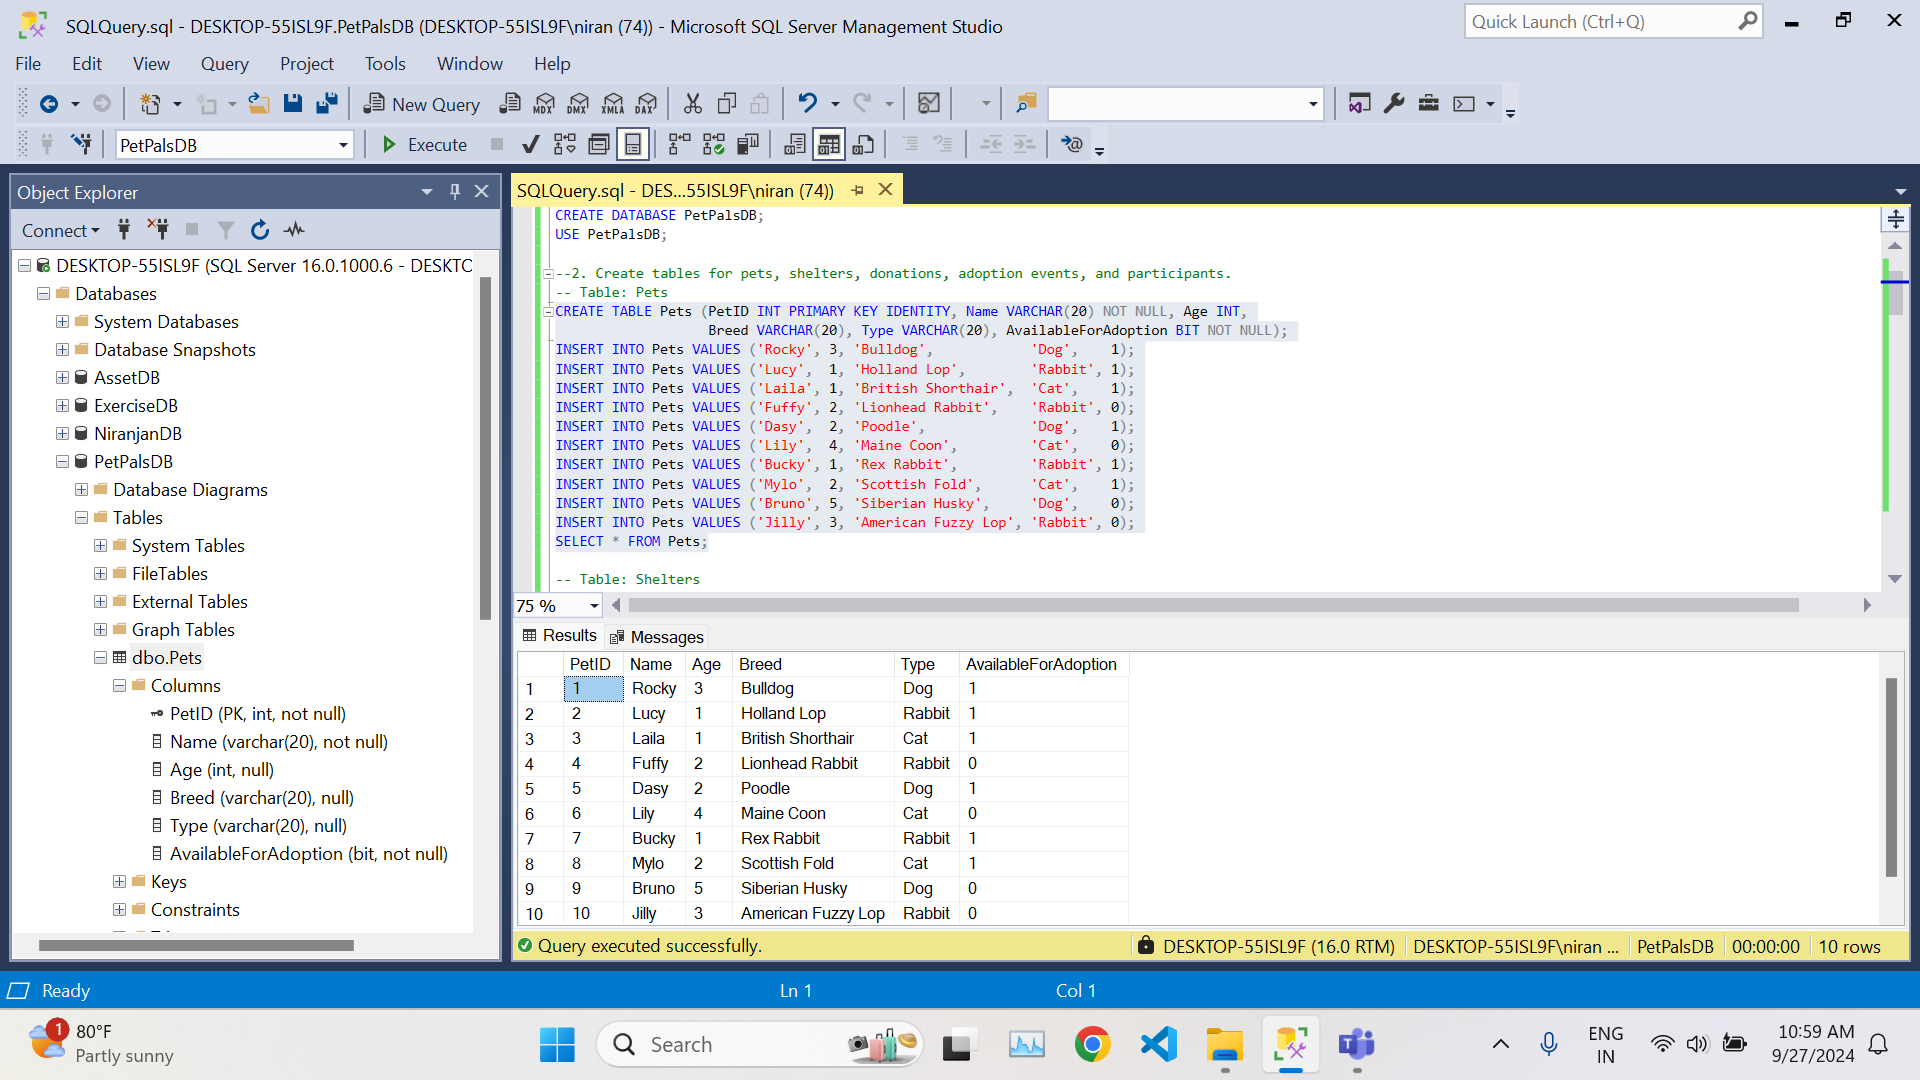 SQLQuery.sql - DESKTOP-55ISL9F.PetPalsDB (DESKTOP-55ISL9F\niran (74)) - Microsoft SQL Server Management Studio
Quick Launch (Ctrl+Q)
File Edit View Query Project Tools Window Help
New Query MDX DMX XMLA DAX
PetPalsDB Execute
Object Explorer
Connect
DESKTOP-55ISL9F (SQL Server 16.0.1000.6 - DESKTC
Databases
System Databases
Database Snapshots
AssetDB
ExerciseDB
NiranjanDB
PetPalsDB
Database Diagrams
Tables
System Tables
FileTables
External Tables
Graph Tables
dbo.Pets
Columns
PetID (PK, int, not null)
Name (varchar(20), not null)
Age (int, null)
Breed (varchar(20), null)
Type (varchar(20), null)
AvailableForAdoption (bit, not null)
Keys
Constraints
SQLQuery.sql - DES...55ISL9F\niran (74))
CREATE DATABASE PetPalsDB;
USE PetPalsDB;
--2. Create tables for pets, shelters, donations, adoption events, and participants.
-- Table: Pets
CREATE TABLE Pets (PetID INT PRIMARY KEY IDENTITY, Name VARCHAR(20) NOT NULL, Age INT,
Breed VARCHAR(20), Type VARCHAR(20), AvailableForAdoption BIT NOT NULL);
INSERT INTO Pets VALUES ('Rocky', 3, 'Bulldog', 'Dog', 1);
INSERT INTO Pets VALUES ('Lucy', 1, 'Holland Lop', 'Rabbit', 1);
INSERT INTO Pets VALUES ('Laila', 1, 'British Shorthair', 'Cat', 1);
INSERT INTO Pets VALUES ('Fuffy', 2, 'Lionhead Rabbit', 'Rabbit', 0);
INSERT INTO Pets VALUES ('Dasy', 2, 'Poodle', 'Dog', 1);
INSERT INTO Pets VALUES ('Lily', 4, 'Maine Coon', 'Cat', 0);
INSERT INTO Pets VALUES ('Bucky', 1, 'Rex Rabbit', 'Rabbit', 1);
INSERT INTO Pets VALUES ('Mylo', 2, 'Scottish Fold', 'Cat', 1);
INSERT INTO Pets VALUES ('Bruno', 5, 'Siberian Husky', 'Dog', 0);
INSERT INTO Pets VALUES ('Jilly', 3, 'American Fuzzy Lop', 'Rabbit', 0);
SELECT * FROM Pets;
-- Table: Shelters
75 %
Results Messages
PetID Name Age Breed Type AvailableForAdoption
1 1 Rocky 3 Bulldog Dog 1
2 2 Lucy 1 Holland Lop Rabbit 1
3 3 Laila 1 British Shorthair Cat 1
4 4 Fuffy 2 Lionhead Rabbit Rabbit 0
5 5 Dasy 2 Poodle Dog 1
6 6 Lily 4 Maine Coon Cat 0
7 7 Bucky 1 Rex Rabbit Rabbit 1
8 8 Mylo 2 Scottish Fold Cat 1
9 9 Bruno 5 Siberian Husky Dog 0
10 10 Jilly 3 American Fuzzy Lop Rabbit 0
Query executed successfully. DESKTOP-55ISL9F (16.0 RTM) DESKTOP-55ISL9F\niran ... PetPalsDB 00:00:00 10 rows
Ready Ln 1 Col 1
1 80°F
Partly sunny
Search
ENG
IN
10:59 AM
9/27/2024